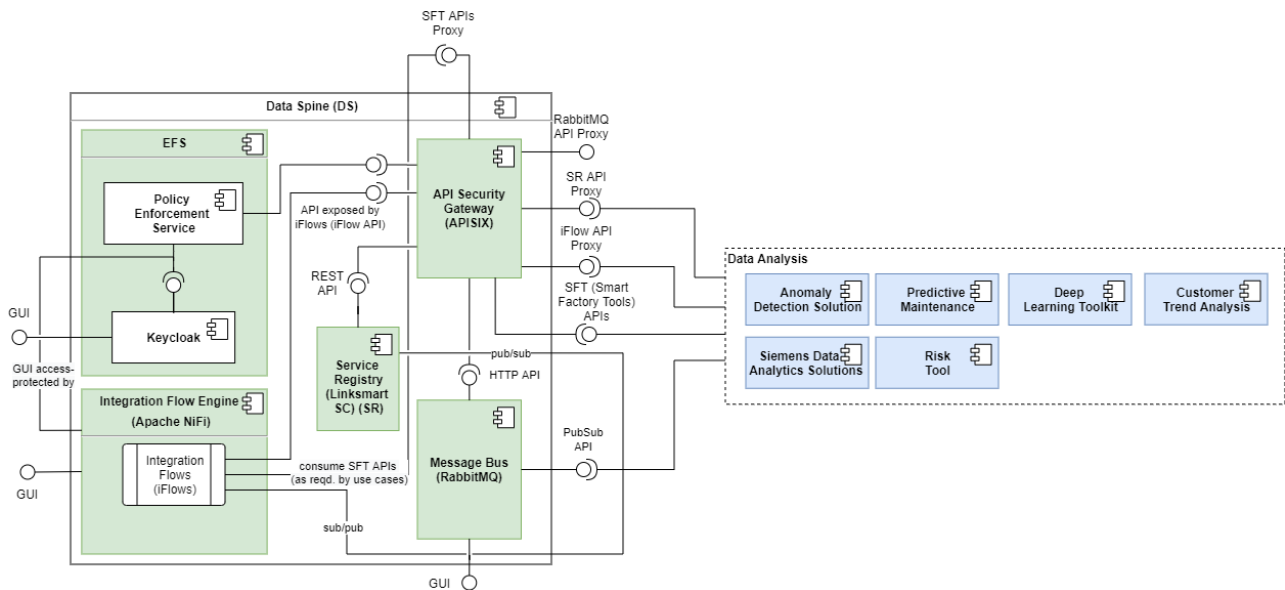 SFT APIs
Proxy
Data Spine (DS)
RabbitMQ
API Proxy
EFS
Policy
Enforcement
Service
API exposed by
iFlows (iFlow API)
API Security
Gateway
(APISIX)
SR API
Proxy
iFlow API
Proxy
REST
API
SFT (Smart
Factory Tools)
APIs
Data Analysis
Anomaly
Detection Solution
Predictive
Maintenance
Deep
Learning Toolkit
Customer
Trend Analysis
Siemens Data
Analytics Solutions
Risk
Tool
GUI
Keycloak
GUI access-
protected by
Service
Registry
(Linksmart
SC) (SR)
pub/sub
HTTP API
Integration Flow Engine
(Apache NiFi)
Integration
Flows
(iFlows)
consume SFT APIs
(as reqd. by use cases)
Message Bus
(RabbitMQ)
PubSub
API
GUI
sub/pub
GUI